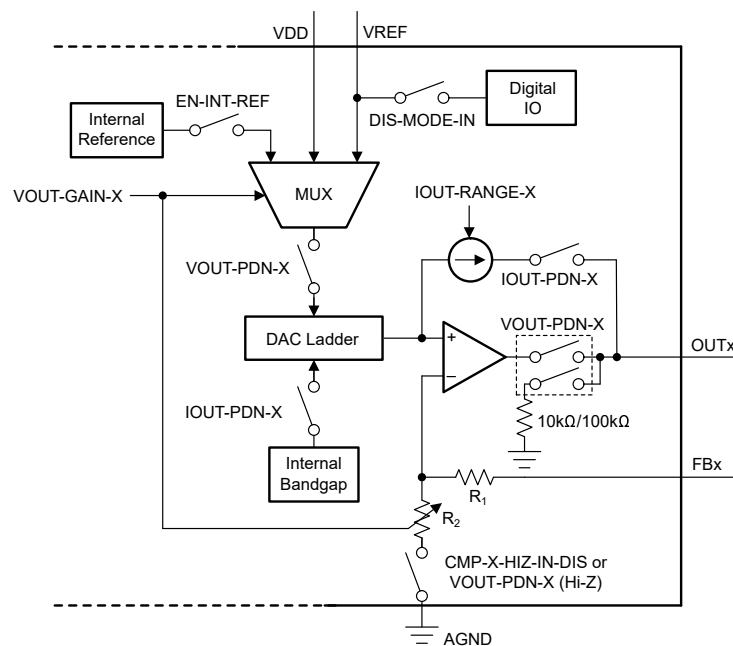 VDD
VREF
EN-INT-REF
Internal
Reference
DIS-MODE-IN
Digital
IO
VOUT-GAIN-X
MUX
IOUT-RANGE-X
VOUT-PDN-X
IOUT-PDN-X
DAC Ladder
+
–
VOUT-PDN-X
OUTx
IOUT-PDN-X
10kΩ/100kΩ
Internal
Bandgap
FBx
R₁
R₂
CMP-X-HIZ-IN-DIS or
VOUT-PDN-X (Hi-Z)
AGND